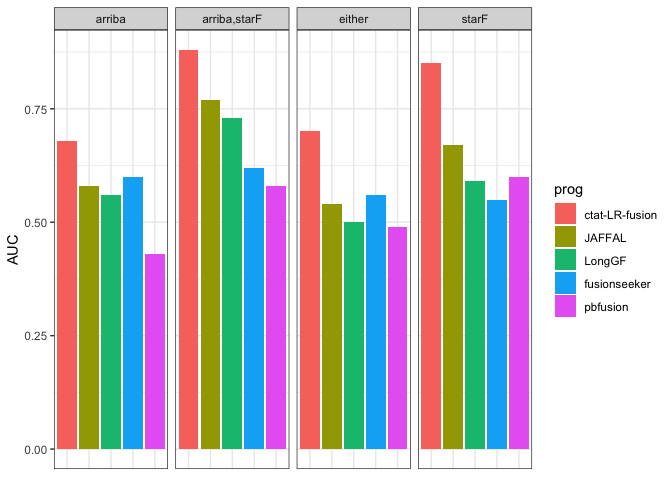 arriba
arriba,starF
either
starF
AUC
0.75
0.50
0.25
0.00
prog
ctat-LR-fusion
JAFFAL
LongGF
fusionseeker
pbfusion